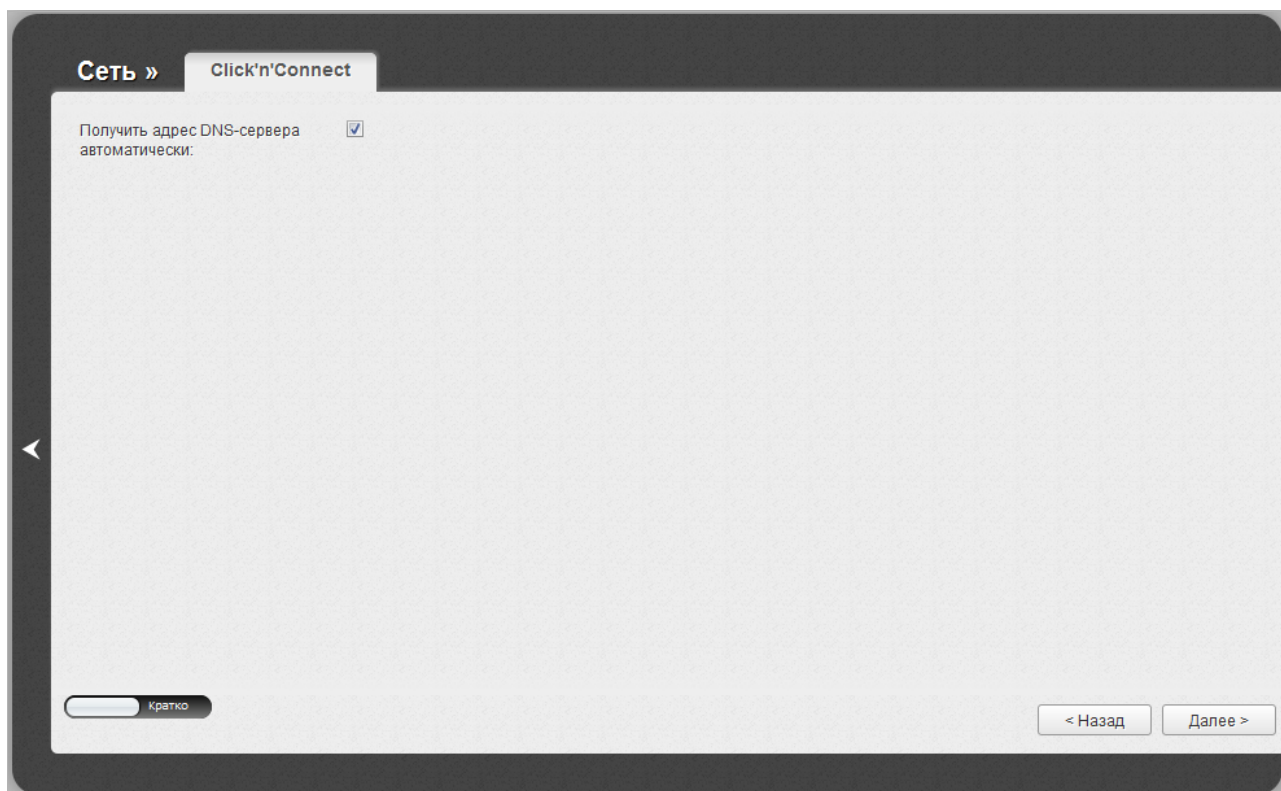 Сеть »
Click'n'Connect
Получить адрес DNS-сервера
автоматически:
Кратко
< Назад
Далее >